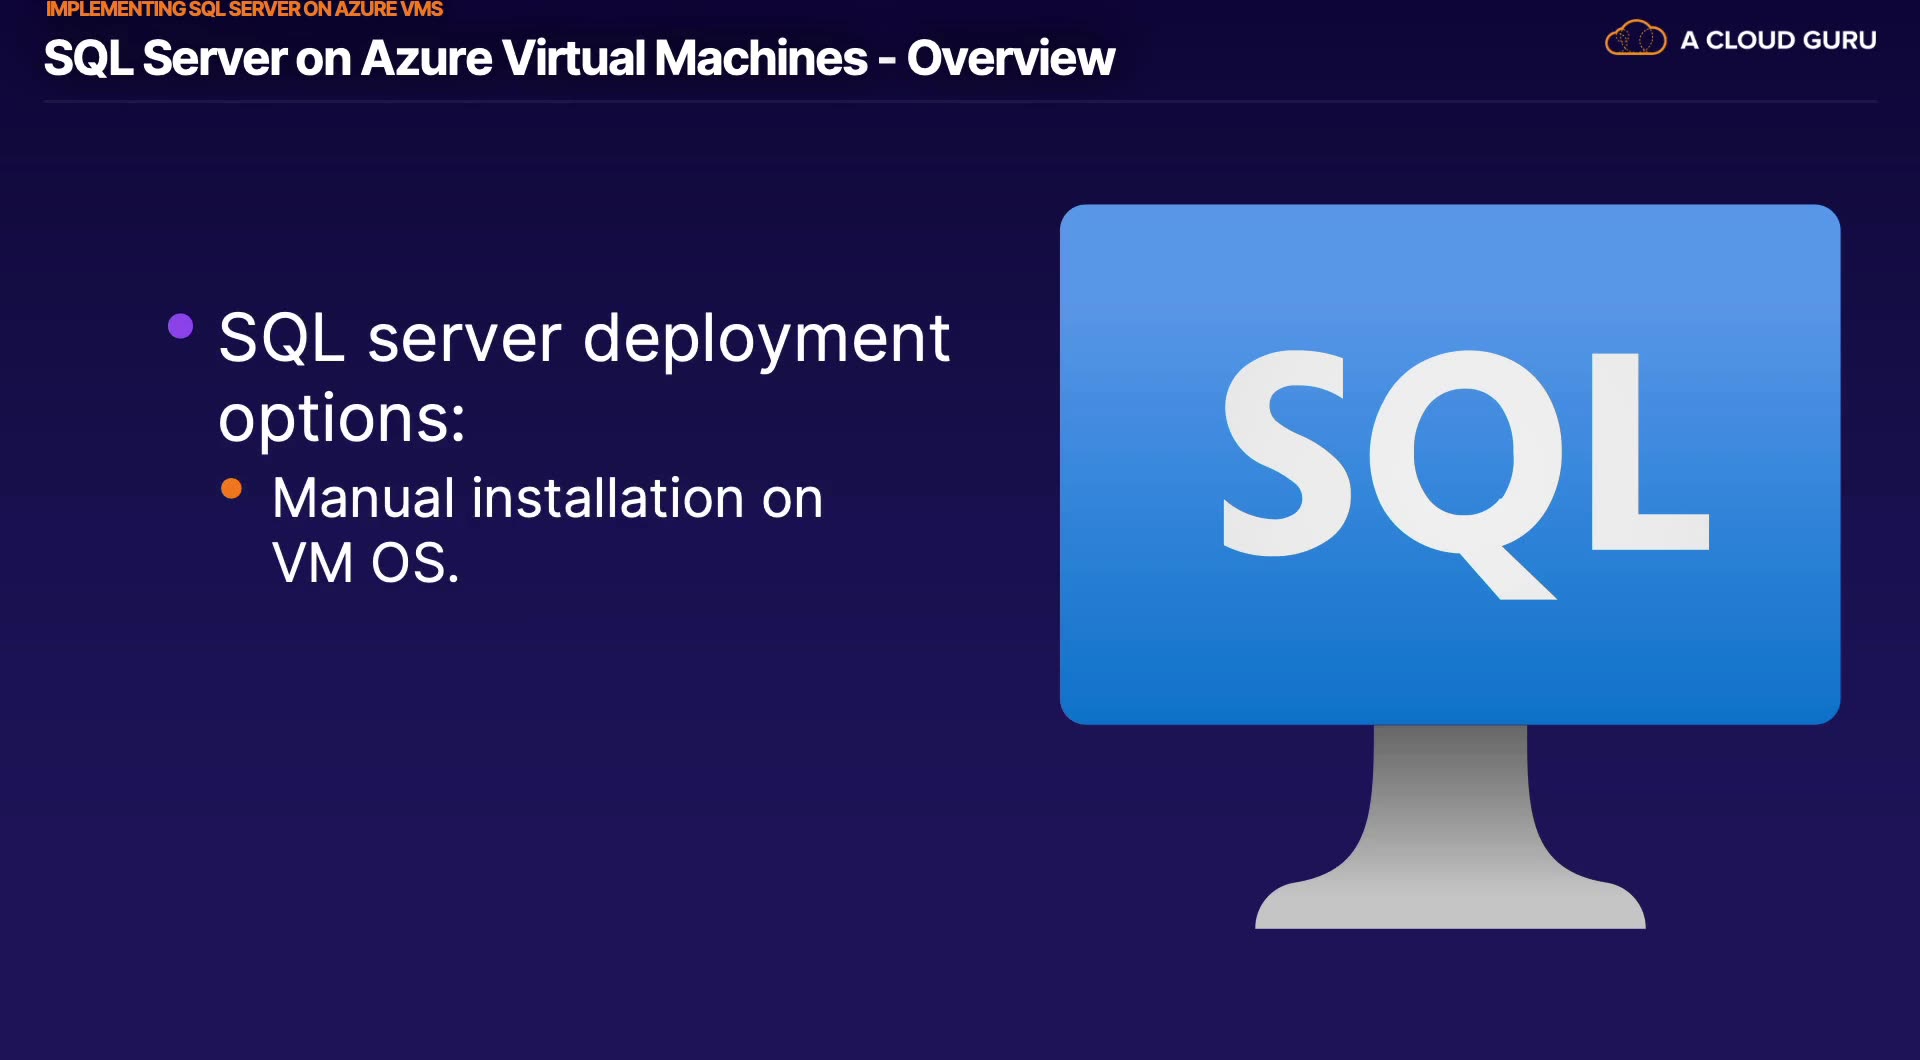 IMPLEMENTING SQL SERVER ON AZURE VMS
SQL Server on Azure Virtual Machines - Overview
A CLOUD GURU
SQL server deployment
options:
Manual installation on
VM OS.
SQL